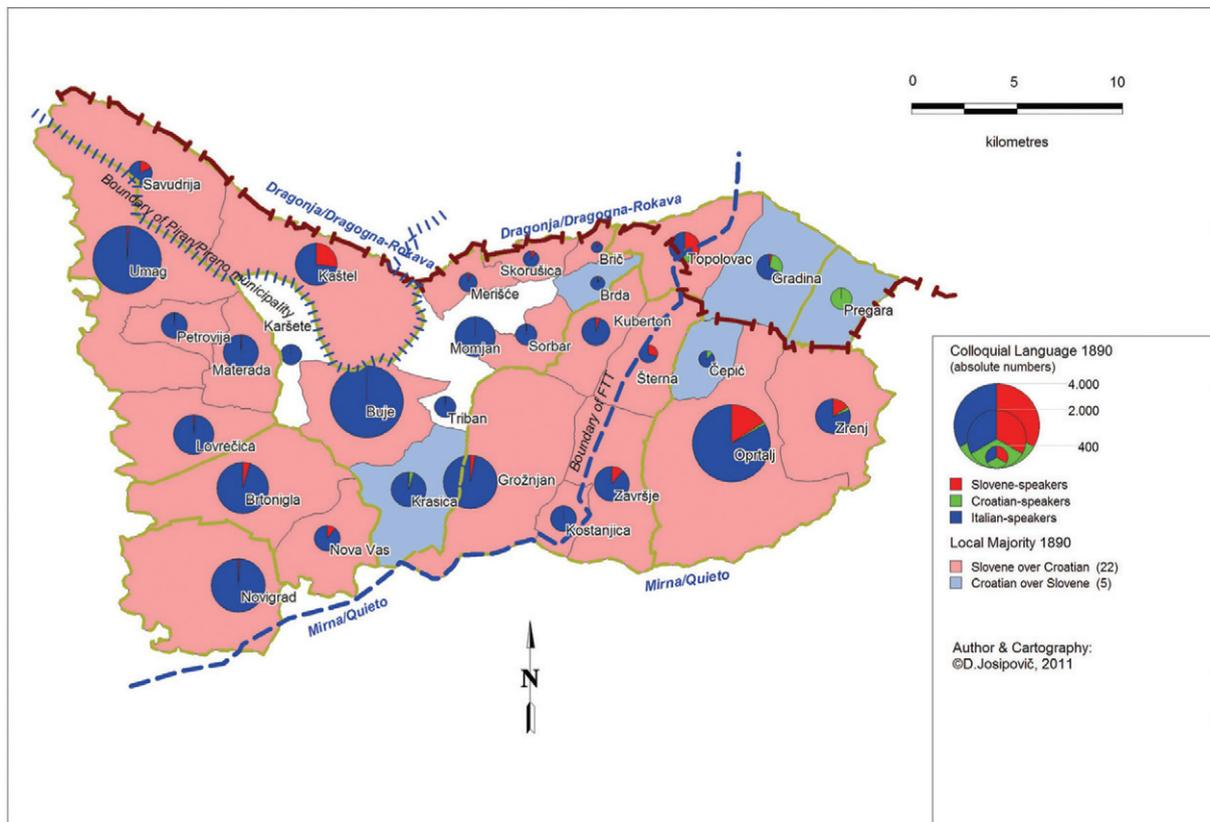 0 5 10
kilometres
Savudrija
Boundary of Piran/Pirano municipality
Dragonja/Dragogna-Rokava
Dragonja/Dragogna-Rokava
Umag
Kaštel
Skorušica
Brič
Topolovac
Gradina
Merišće
Brda
Pregara
Petrovija
Karšete
Kuberton
Momjan
Sorbar
Materada
Šterna
Čepić
Buje
Triban
Boundary of FTT
Zrenj
Lovrečica
Oprtalj
Brtonigla
Krasica
Grožnjan
Završje
Kostanjica
Nova Vas
Novigrad
Mirna/Quieto
Mirna/Quieto
N
Colloquial Language 1890
(absolute numbers)
4.000
2.000
400
Slovene-speakers
Croatian-speakers
Italian-speakers
Local Majority 1890
Slovene over Croatian (22)
Croatian over Slovene (5)
Author & Cartography:
©D.Josipovič, 2011